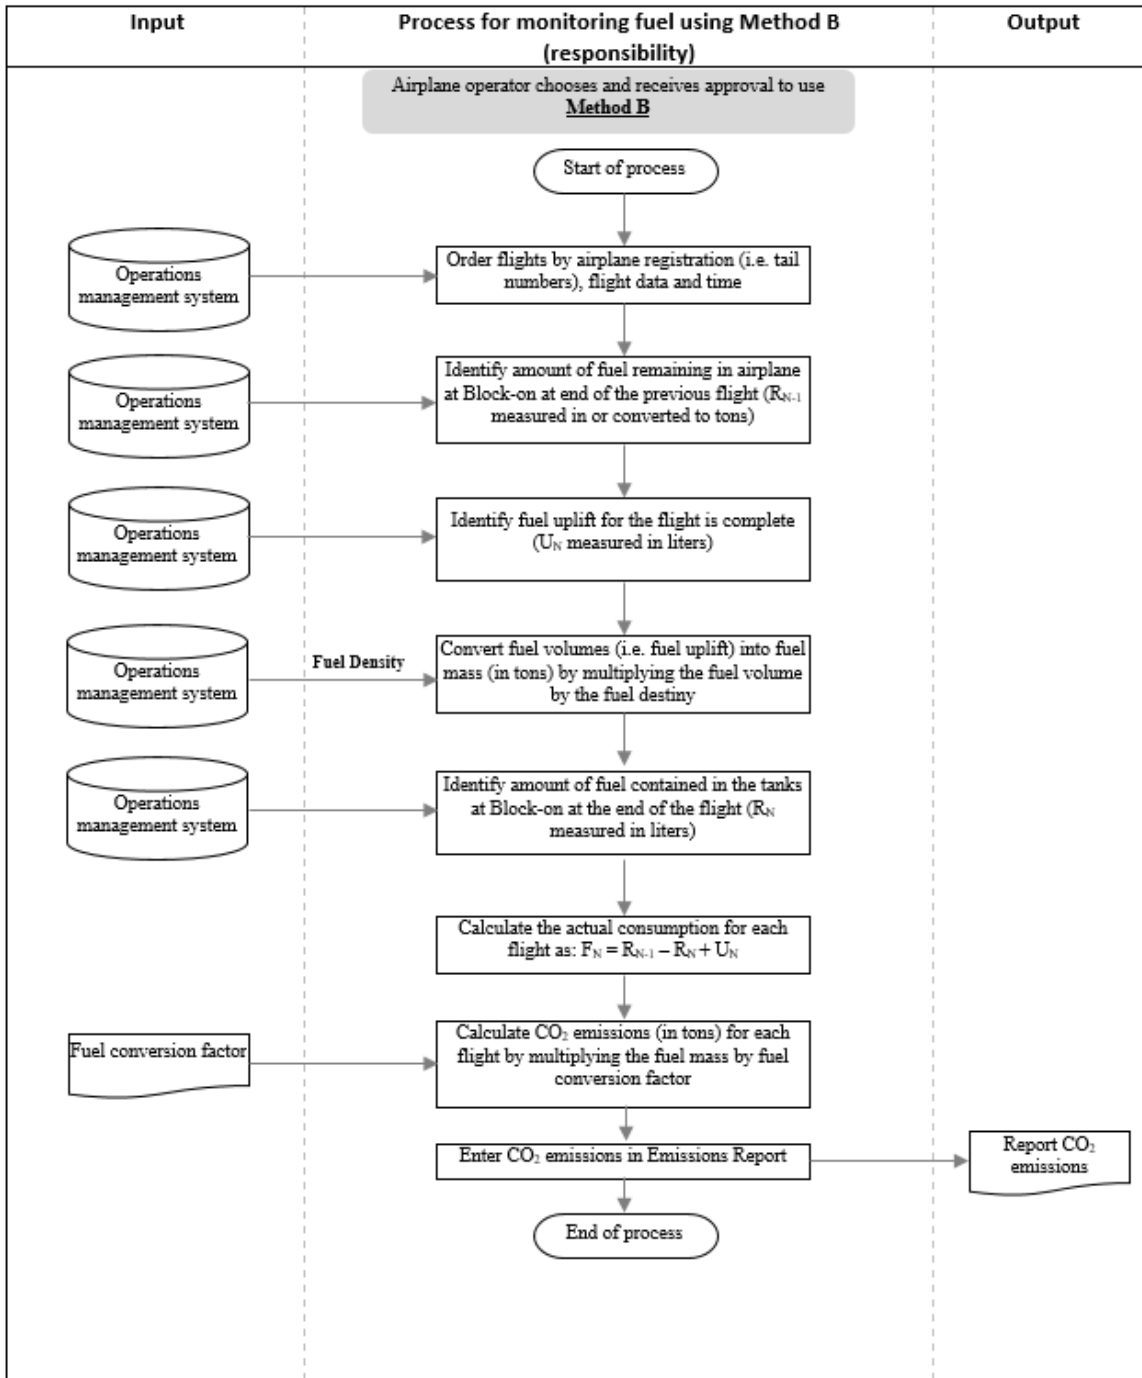 Input
Process for monitoring fuel using Method B
(responsibility)
Output
Airplane operator chooses and receives approval to use
Method B
Start of process
Operations
management system
Order flights by airplane registration (i.e. tail
numbers), flight data and time
Operations
management system
Identify amount of fuel remaining in airplane
at Block-on at end of the previous flight (R_N-1
measured in or converted to tons)
Operations
management system
Identify fuel uplift for the flight is complete
(U_N measured in liters)
Operations
management system
Fuel Density
Convert fuel volumes (i.e. fuel uplift) into fuel
mass (in tons) by multiplying the fuel volume
by the fuel destiny
Operations
management system
Identify amount of fuel contained in the tanks
at Block-on at the end of the flight (R_N
measured in liters)
Calculate the actual consumption for each
flight as: F_N = R_N-1 – R_N + U_N
Fuel conversion factor
Calculate CO₂ emissions (in tons) for each
flight by multiplying the fuel mass by fuel
conversion factor
Enter CO₂ emissions in Emissions Report
Report CO₂
emissions
End of process